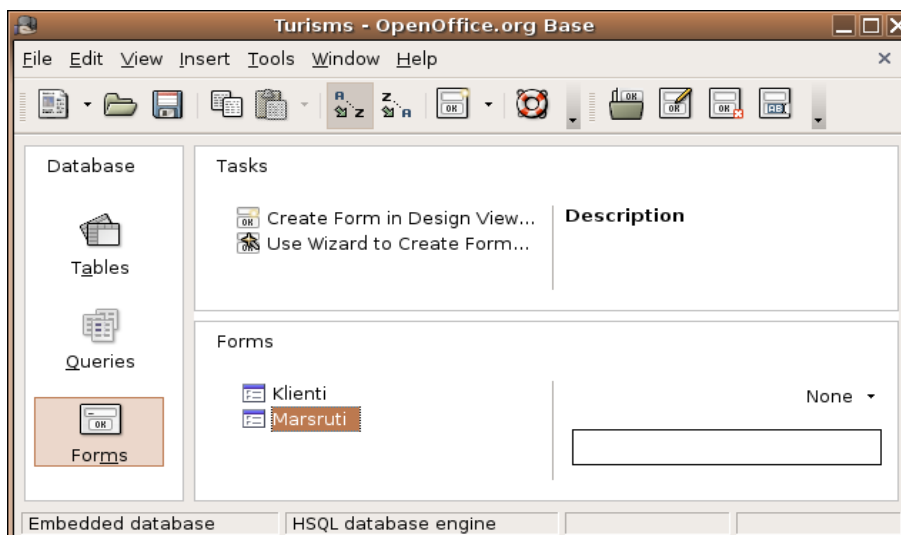 Turisms - OpenOffice.org Base
File Edit View Insert Tools Window Help
Database
Tables
Queries
Forms
Tasks
Create Form in Design View...
Use Wizard to Create Form...
Description
Forms
Klienti
Marsruti
None
Embedded database
HSQL database engine